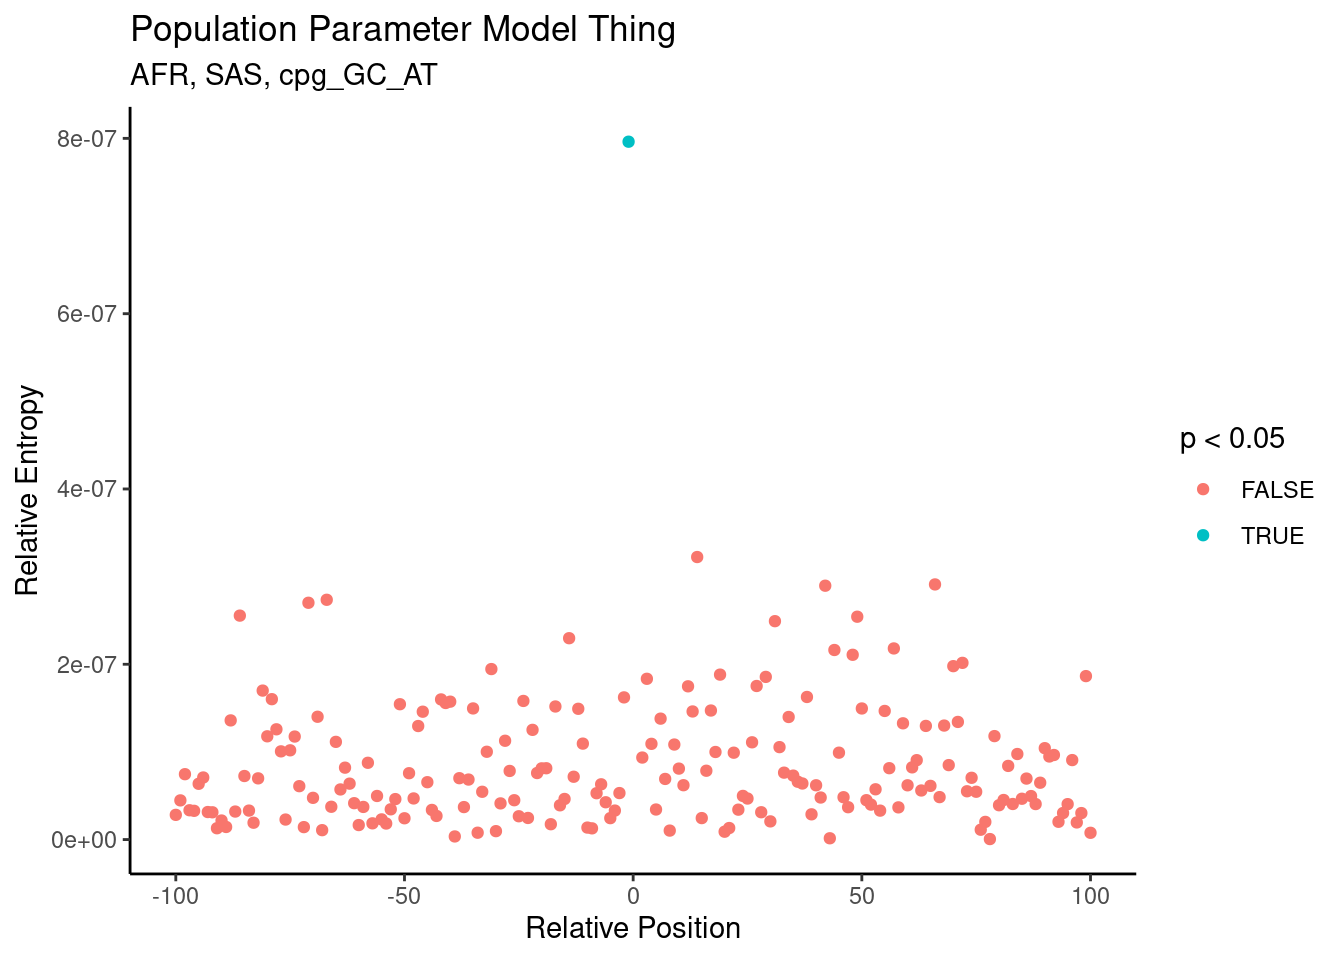 Population Parameter Model Thing
AFR, SAS, cpg_GC_AT
8e-07
6e-07
4e-07
2e-07
0e+00
Relative Entropy
-100
-50
0
50
100
Relative Position
p < 0.05
FALSE
TRUE